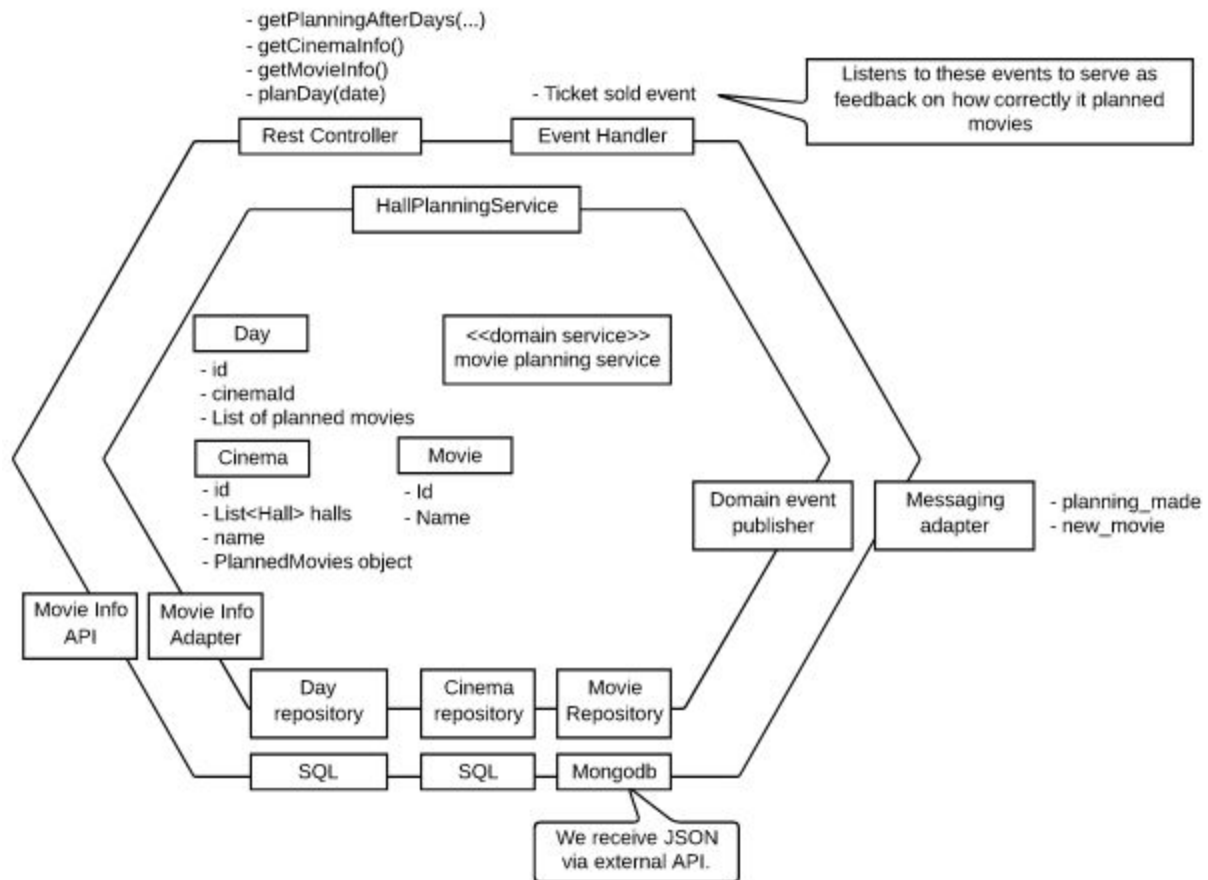 - getPlanningAfterDays(...)
- getCinemaInfo()
- getMovieInfo()
- planDay(date)
- Ticket sold event
Listens to these events to serve as
feedback on how correctly it planned
movies
Rest Controller
Event Handler
HallPlanningService
Day
- id
- cinemaId
- List of planned movies
<<domain service>>
movie planning service
Cinema
- id
- List<Hall> halls
- name
- PlannedMovies object
Movie
- Id
- Name
Domain event
publisher
Messaging
adapter
- planning_made
- new_movie
Movie Info
API
Movie Info
Adapter
Day
repository
Cinema
repository
Movie
Repository
SQL
SQL
Mongodb
We receive JSON
via external API.